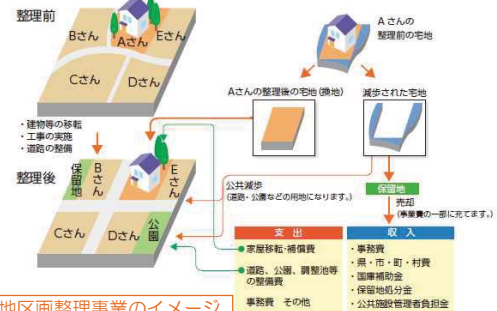 整理前
Bさん
Aさん
Eさん
Cさん
Dさん
・建物等の移転
・工事の実施
・道路の整備
整理後
保留地
Bさん
Eさん
Cさん
Dさん
公園
Aさんの
整理前の宅地
Aさんの整理後の宅地(換地)
減歩された宅地
公共減歩
(道路・公園などの用地になります。)
保留地
売却
(事業費の一部に充てます。)
支出
●家屋移転・補償費
●道路、公園、調整池等
の整備費
事務費 その他
収入
・事務費
・県・市・町・村費
・国庫補助金
・保留地処分金
・公共施設管理者負担金
地区画整理事業のイメージ